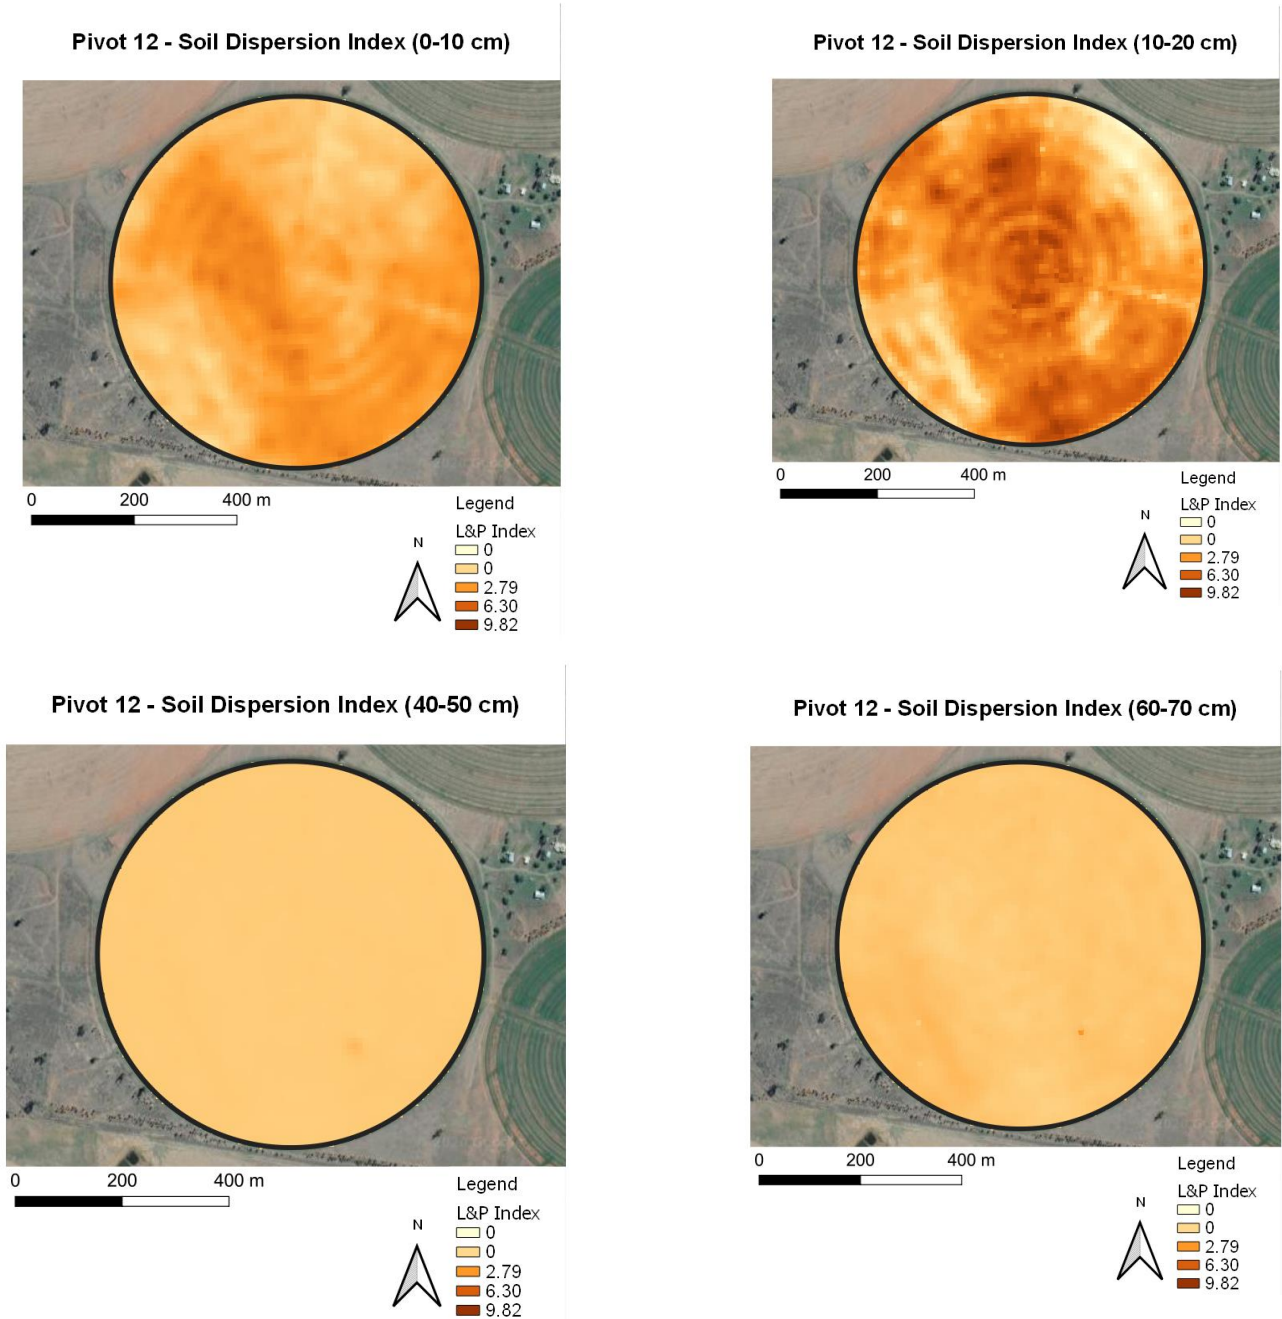 Pivot 12 - Soil Dispersion Index (0-10 cm)
0 200 400 m
N
Legend
L&P Index
0
0
2.79
6.30
9.82
Pivot 12 - Soil Dispersion Index (10-20 cm)
0 200 400 m
N
Legend
L&P Index
0
0
2.79
6.30
9.82
Pivot 12 - Soil Dispersion Index (40-50 cm)
0 200 400 m
N
Legend
L&P Index
0
0
2.79
6.30
9.82
Pivot 12 - Soil Dispersion Index (60-70 cm)
0 200 400 m
N
Legend
L&P Index
0
0
2.79
6.30
9.82